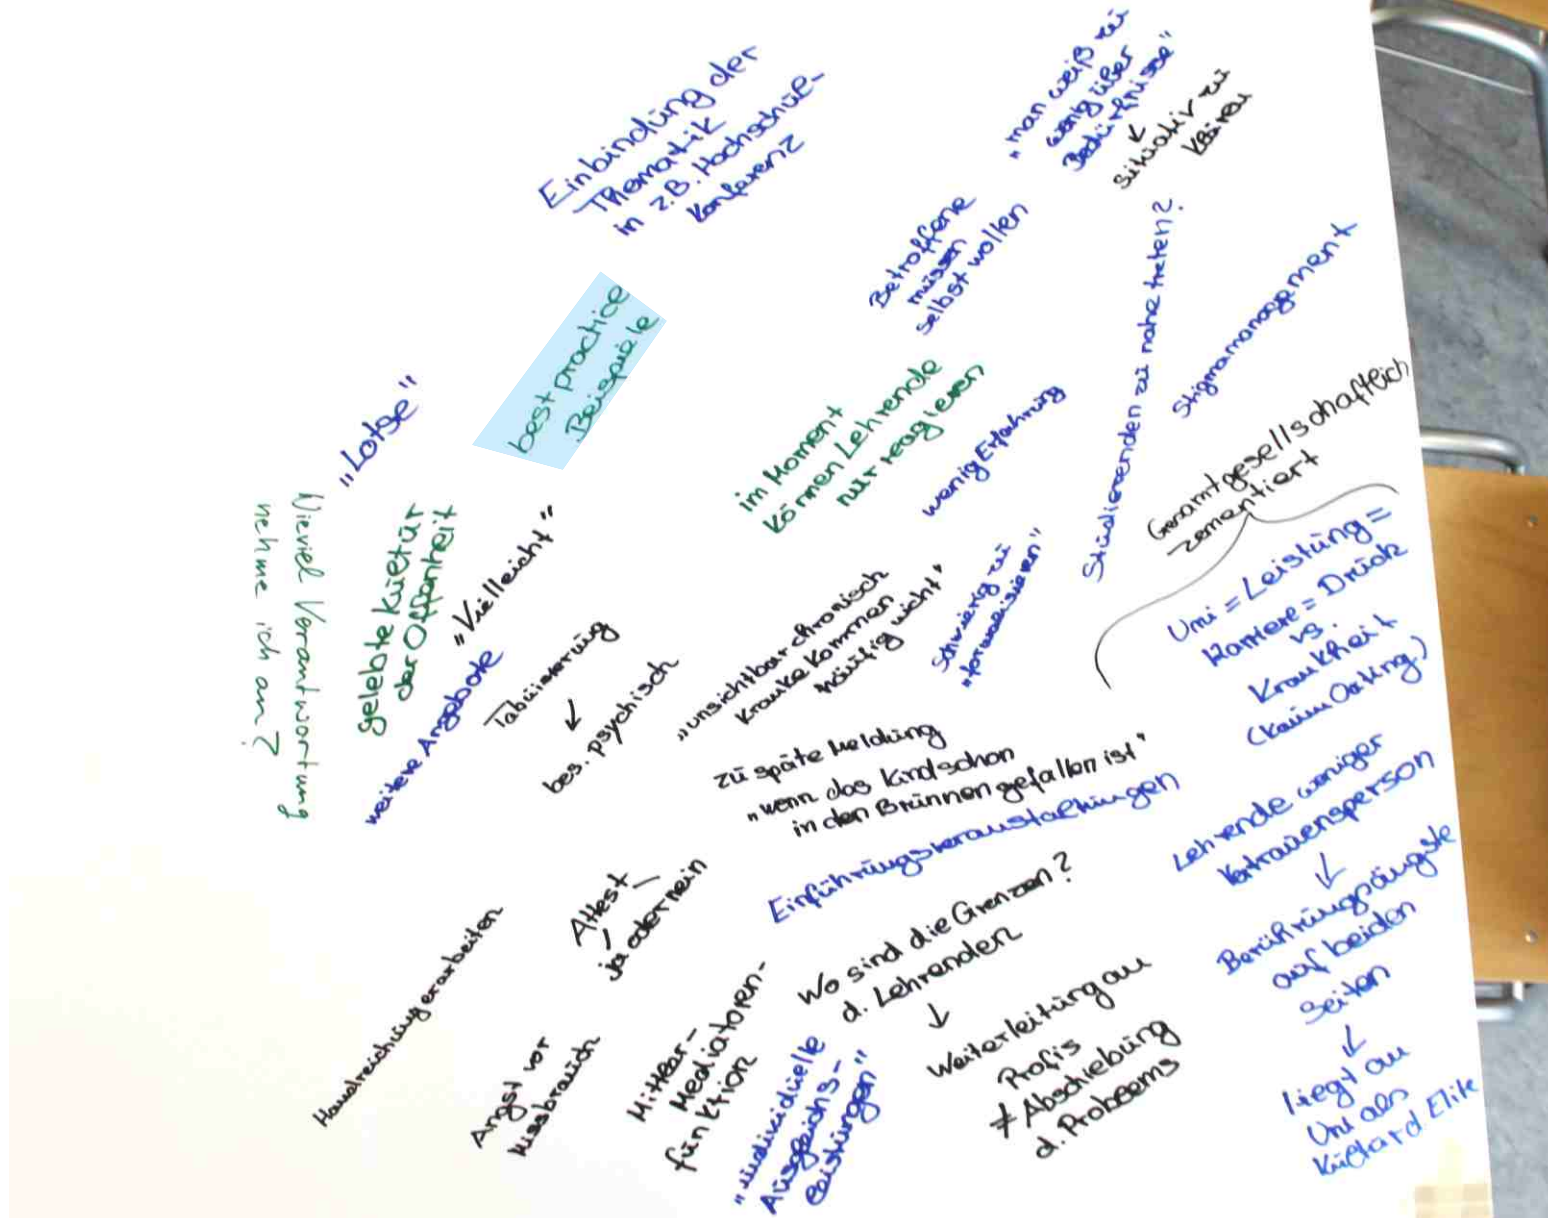 Einbindung der
Thematik
in z.B. Hochschul-
konferenz
„man weiß zu
wenig über
Bedürfnisse"
↙
situativ zu
klären
Betroffene
müssen
selbst wollen
Studierenden zu nahe treten?
Stigmamanagement
best practice
Beispiele
„Lotse"
im Moment
können Lehrende
nur reagieren
wenig Erfahrung
Gesamtgesellschaftlich
zementiert
Uni = Leistung =
Karriere = Druck
vs.
Krankheit
(kaum Outing)
Wieviel Verantwortung
nehme ich an?
gelebte Kultur
der Offenheit
„Vielleicht"
weitere Angebote
Tabuisierung
↓
bes. psychisch
„unsichtbar chronisch
Kranke kommen
häufig nicht"
schwierig zu
„formalisieren"
zu späte Meldung
„wenn das Kind schon
in den Brunnen gefallen ist"
Einführungsveranstaltungen
Lehrende weniger
Vertrauensperson
↓
Berührungsängste
auf beiden
Seiten
↓
liegt an
Uni als
Elite
Attest
ja oder nein
Handreichung erarbeiten
Angst vor
Missbrauch
Mittler-
Mediatoren-
funktion
„individuelle
Ausgleichs-
leistungen"
Wo sind die Grenzen?
d. Lehrenden
↓
Weiterleitung an
Profis
≠ Abschiebung
d. Problems